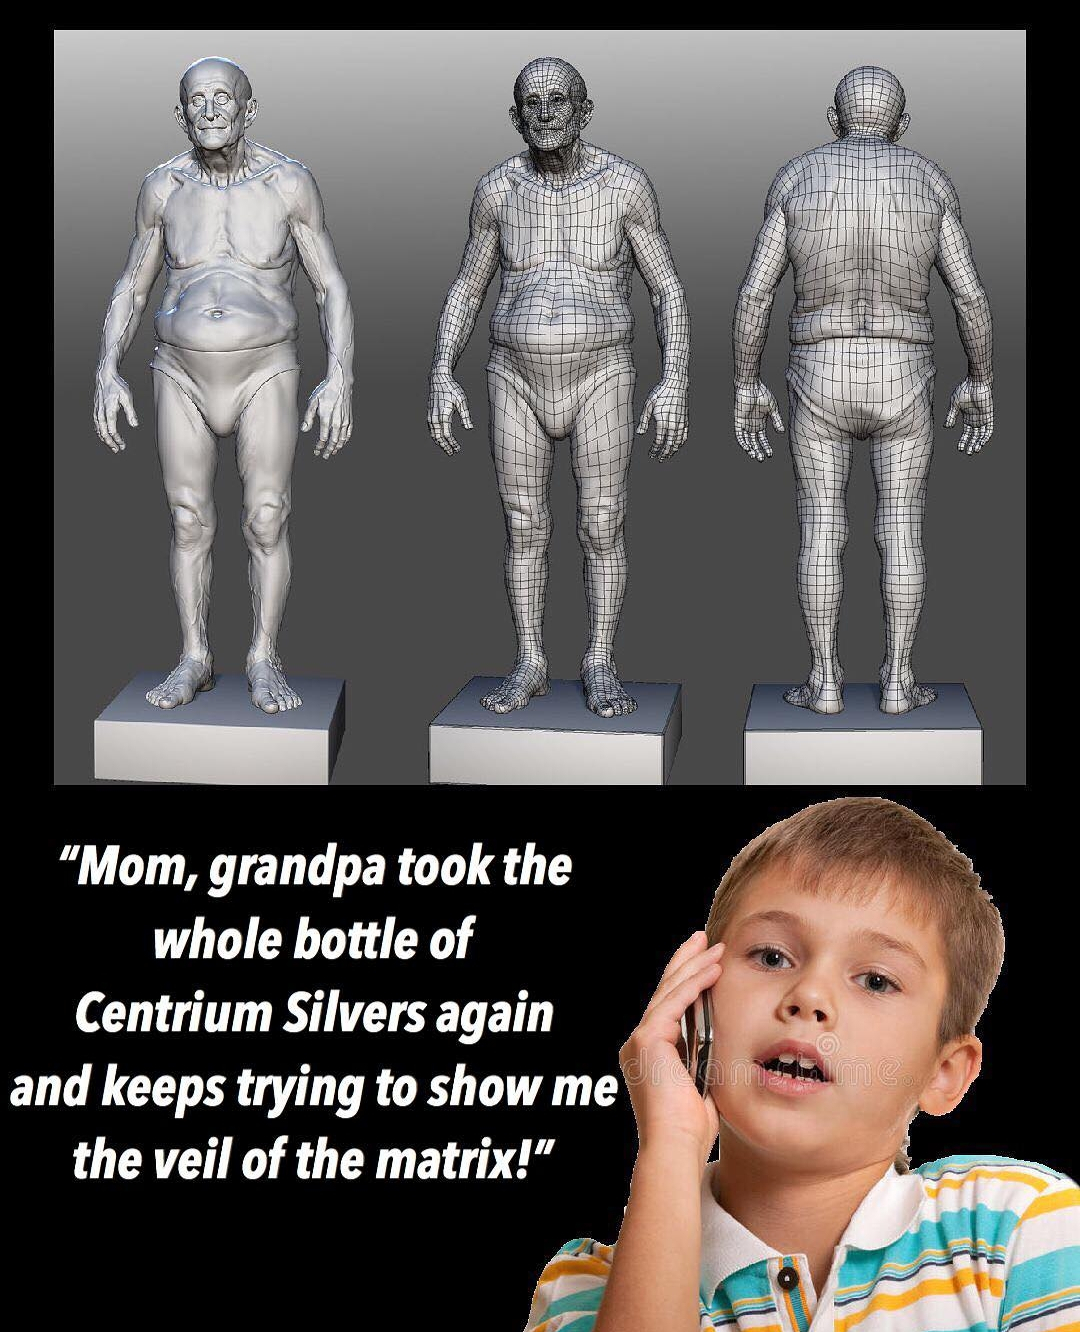 “Mom, grandpa took the
whole bottle of
Centrium Silvers again
and keeps trying to show me
the veil of the matrix!”
dreamstime.